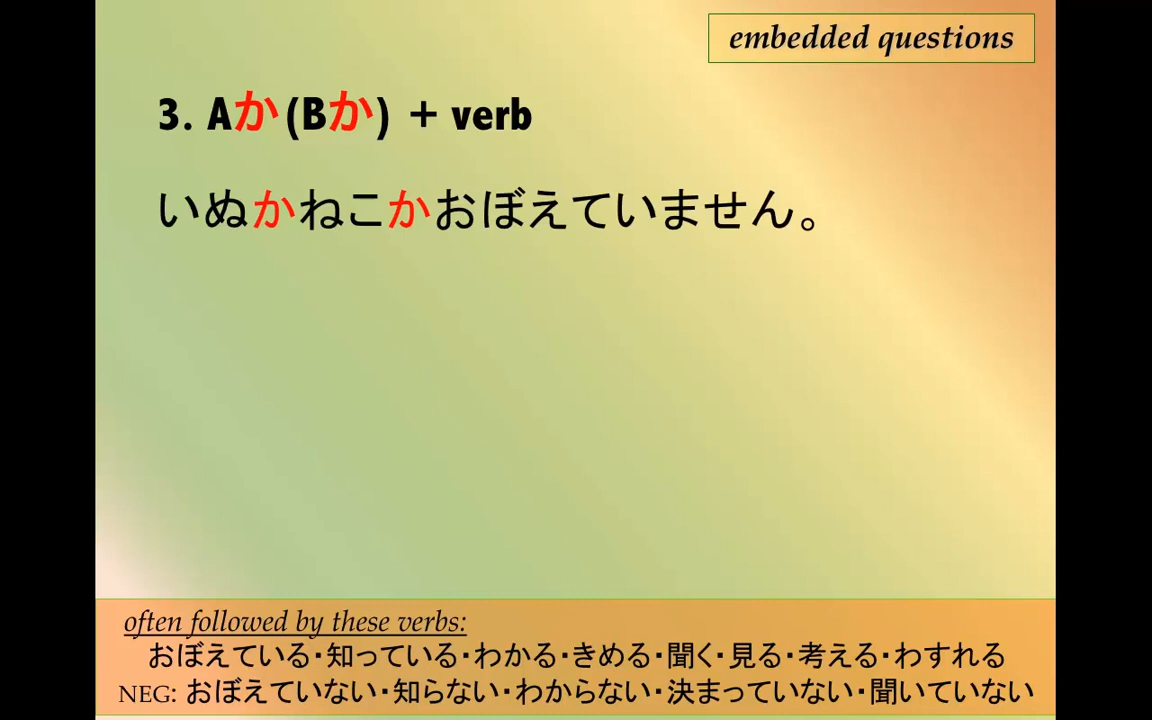 embedded questions
3. Aか(Bか) + verb
いぬかねこかおぼえていません。
often followed by these verbs:
おぼえている・知っている・わかる・きめる・聞く・見る・考える・わすれる
NEG: おぼえていない・知らない・わからない・決まっていない・聞いていない